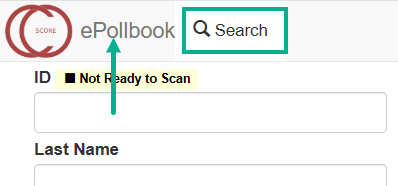 SCORE ePollbook Search
ID Not Ready to Scan
Last Name